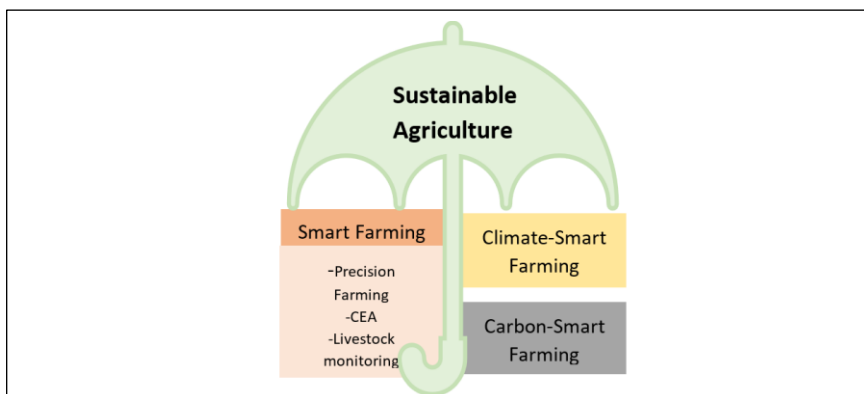 Sustainable
Agriculture
Smart Farming
-Precision
Farming
-CEA
-Livestock
monitoring
Climate-Smart
Farming
Carbon-Smart
Farming